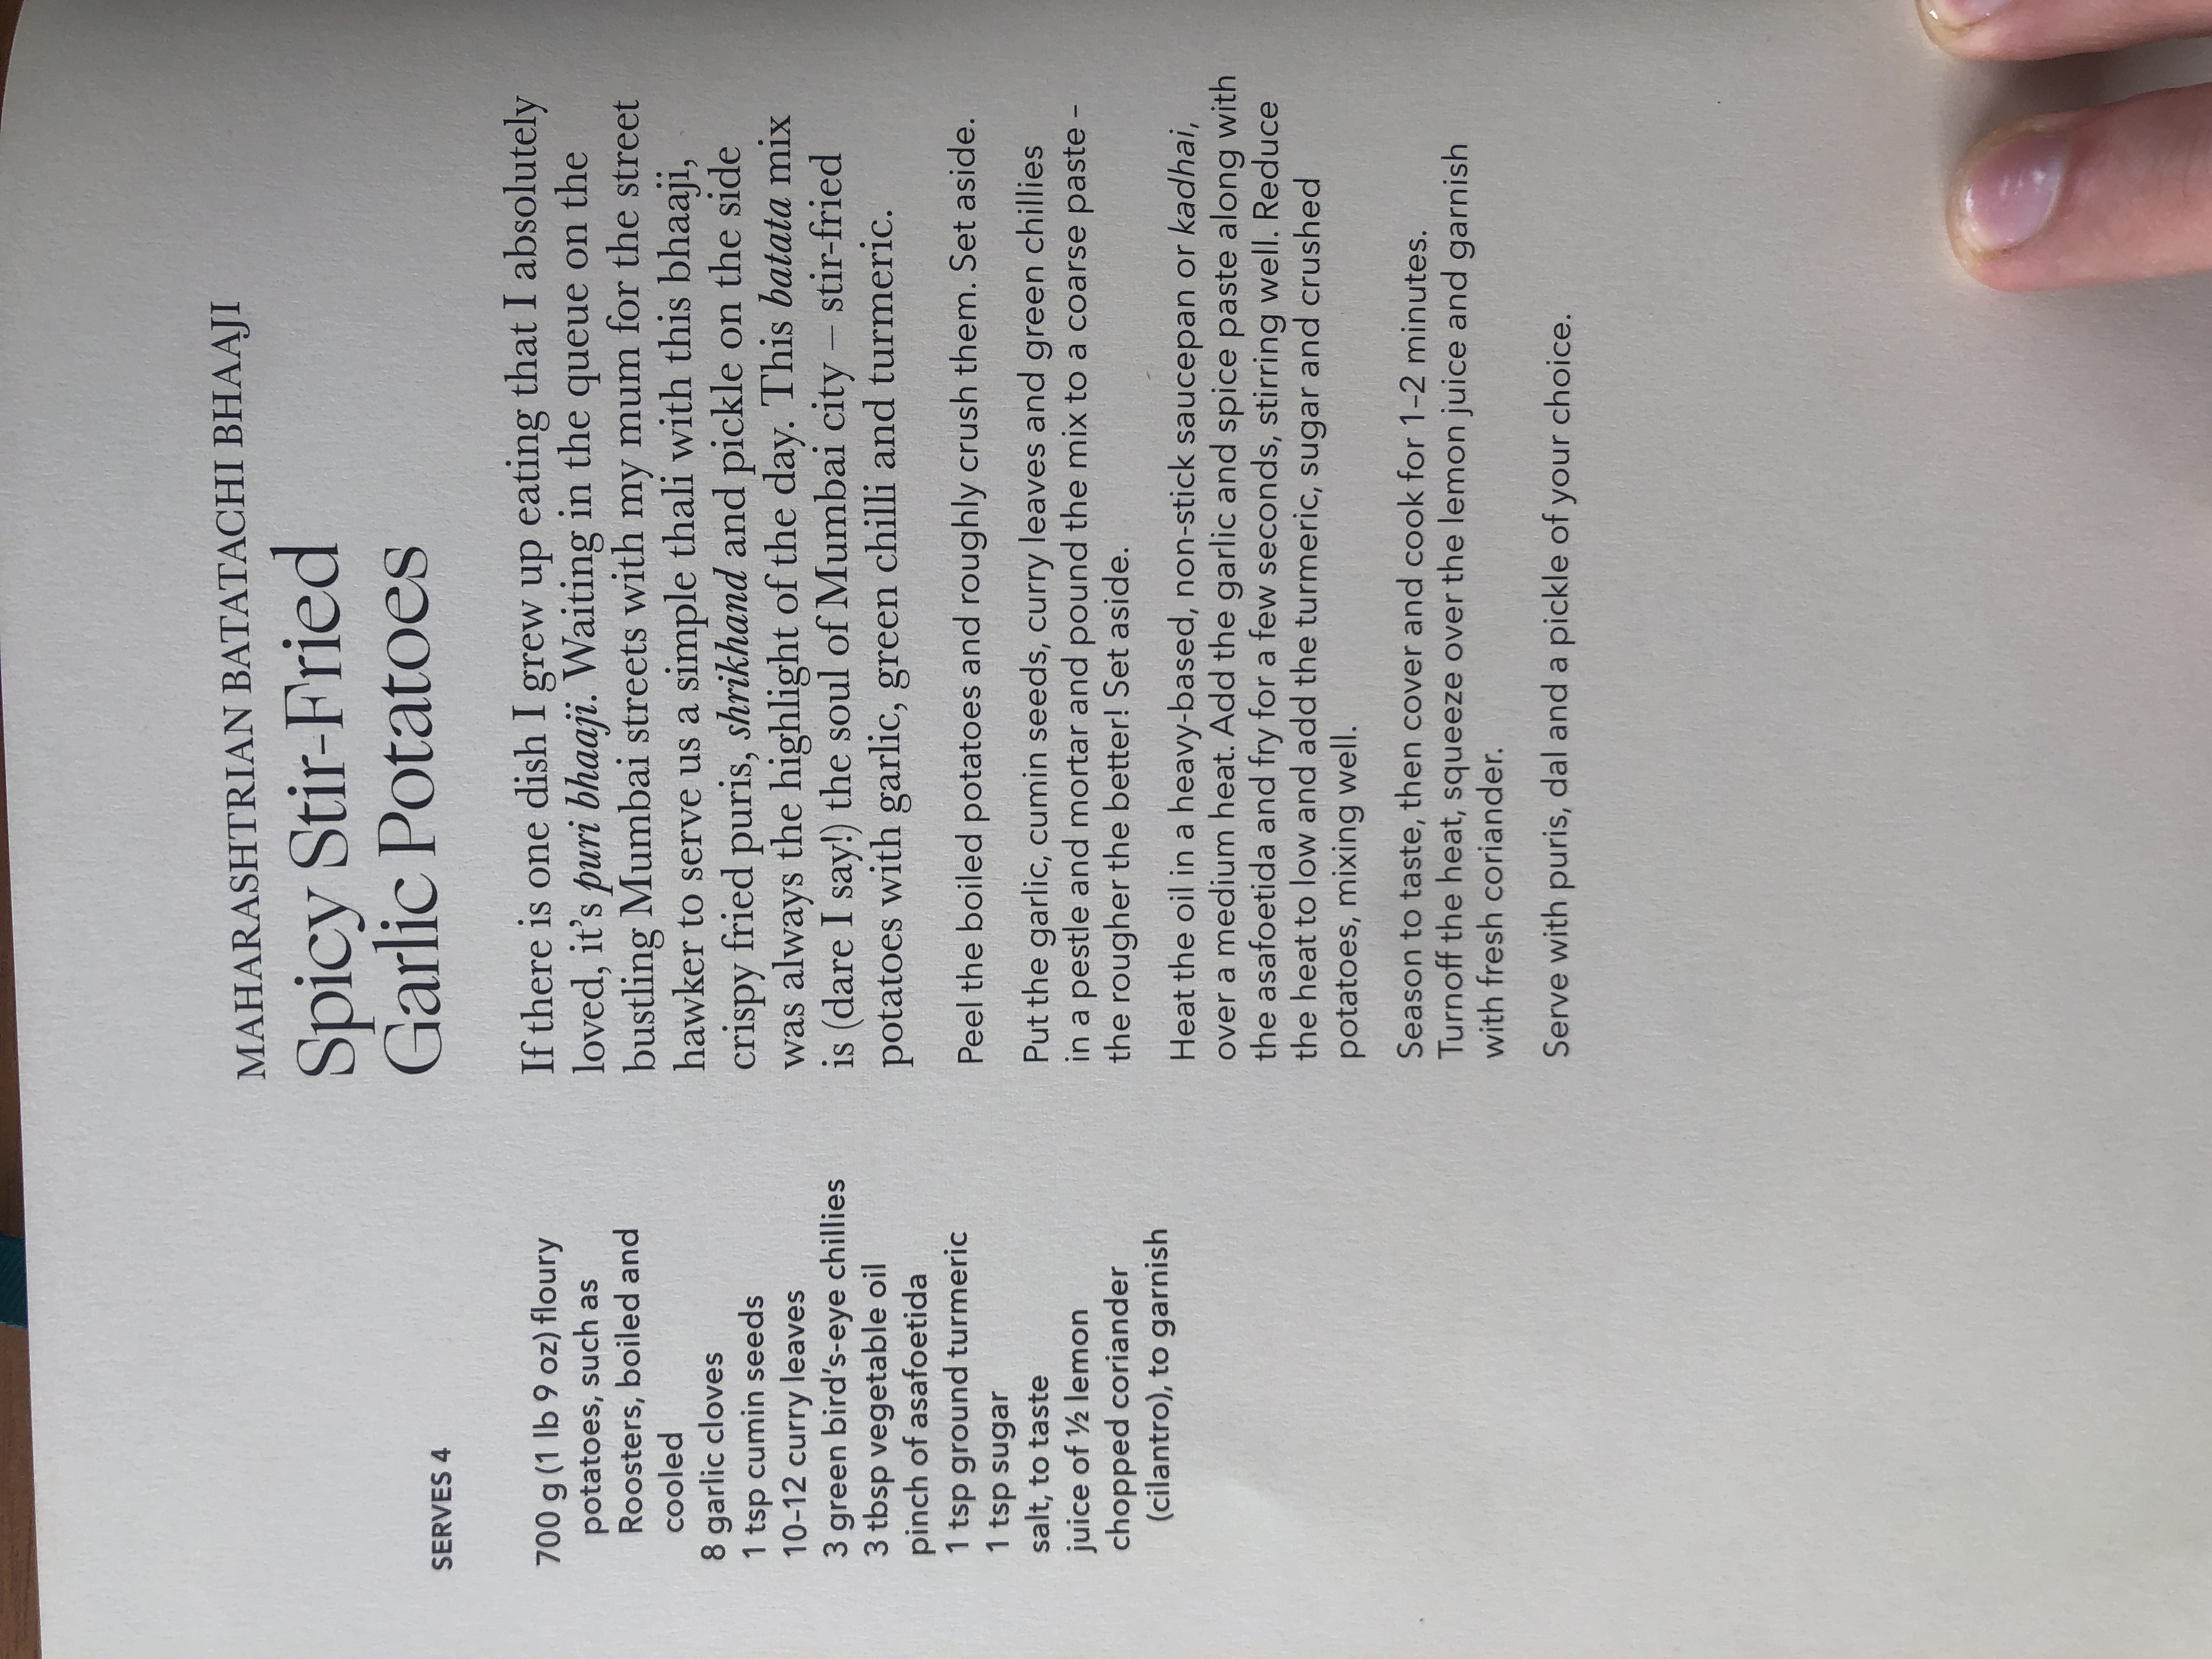 MAHARASHTRIAN BATATACHI BHAAJI
Spicy Stir-Fried
Garlic Potatoes
SERVES 4
700 g (1 lb 9 oz) floury
potatoes, such as
Roosters, boiled and
cooled
8 garlic cloves
1 tsp cumin seeds
10–12 curry leaves
3 green bird's-eye chillies
3 tbsp vegetable oil
pinch of asafoetida
1 tsp ground turmeric
1 tsp sugar
salt, to taste
juice of ½ lemon
chopped coriander
(cilantro), to garnish
If there is one dish I grew up eating that I absolutely
loved, it's puri bhaaji. Waiting in the queue on the
bustling Mumbai streets with my mum for the street
hawker to serve us a simple thali with this bhaaji,
crispy fried puris, shrikhand and pickle on the side
was always the highlight of the day. This batata mix
is (dare I say!) the soul of Mumbai city – stir-fried
potatoes with garlic, green chilli and turmeric.
Peel the boiled potatoes and roughly crush them. Set aside.
Put the garlic, cumin seeds, curry leaves and green chillies
in a pestle and mortar and pound the mix to a coarse paste –
the rougher the better! Set aside.
Heat the oil in a heavy-based, non-stick saucepan or kadhai,
over a medium heat. Add the garlic and spice paste along with
the asafoetida and fry for a few seconds, stirring well. Reduce
the heat to low and add the turmeric, sugar and crushed
potatoes, mixing well.
Season to taste, then cover and cook for 1–2 minutes.
Turnoff the heat, squeeze over the lemon juice and garnish
with fresh coriander.
Serve with puris, dal and a pickle of your choice.